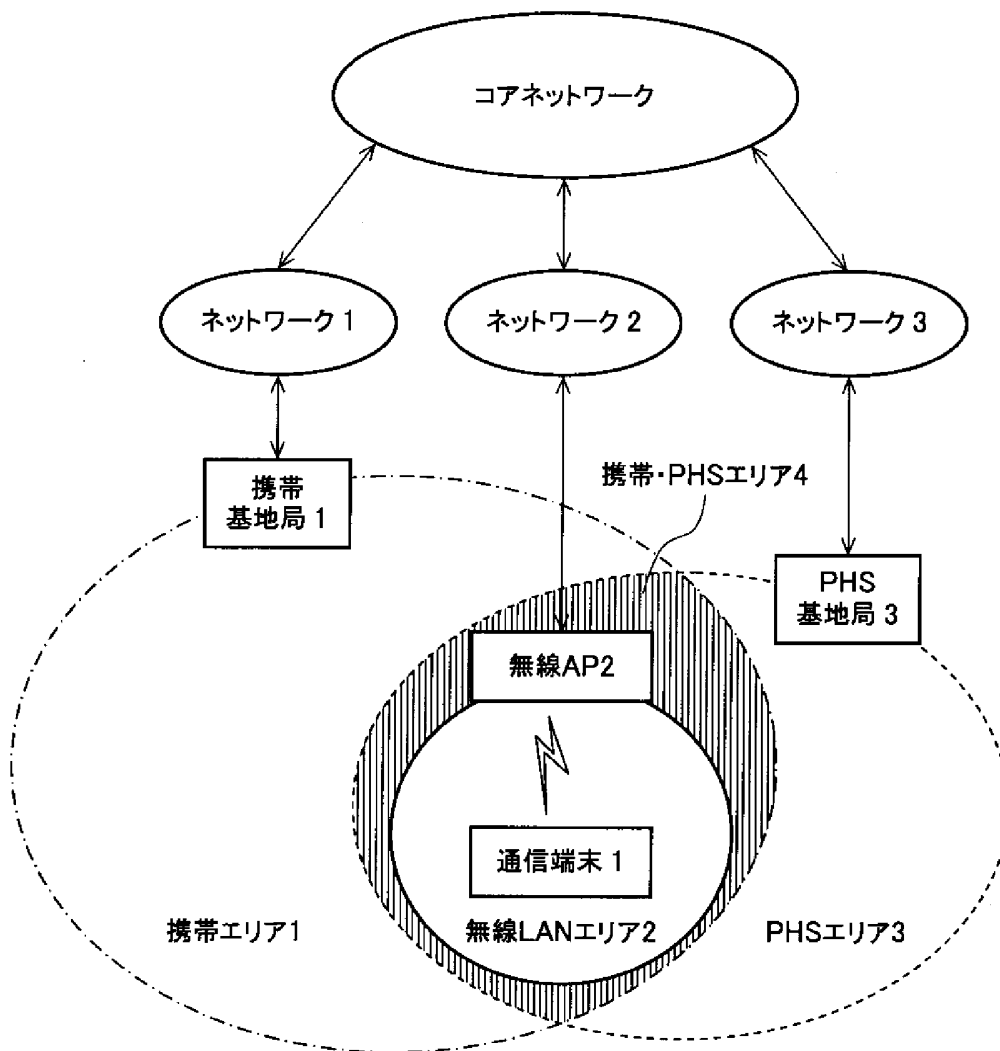 コアネットワーク
ネットワーク 1
ネットワーク 2
ネットワーク 3
携帯
基地局 1
携帯・PHSエリア4
PHS
基地局 3
無線AP2
通信端末 1
携帯エリア1
無線LANエリア2
PHSエリア3